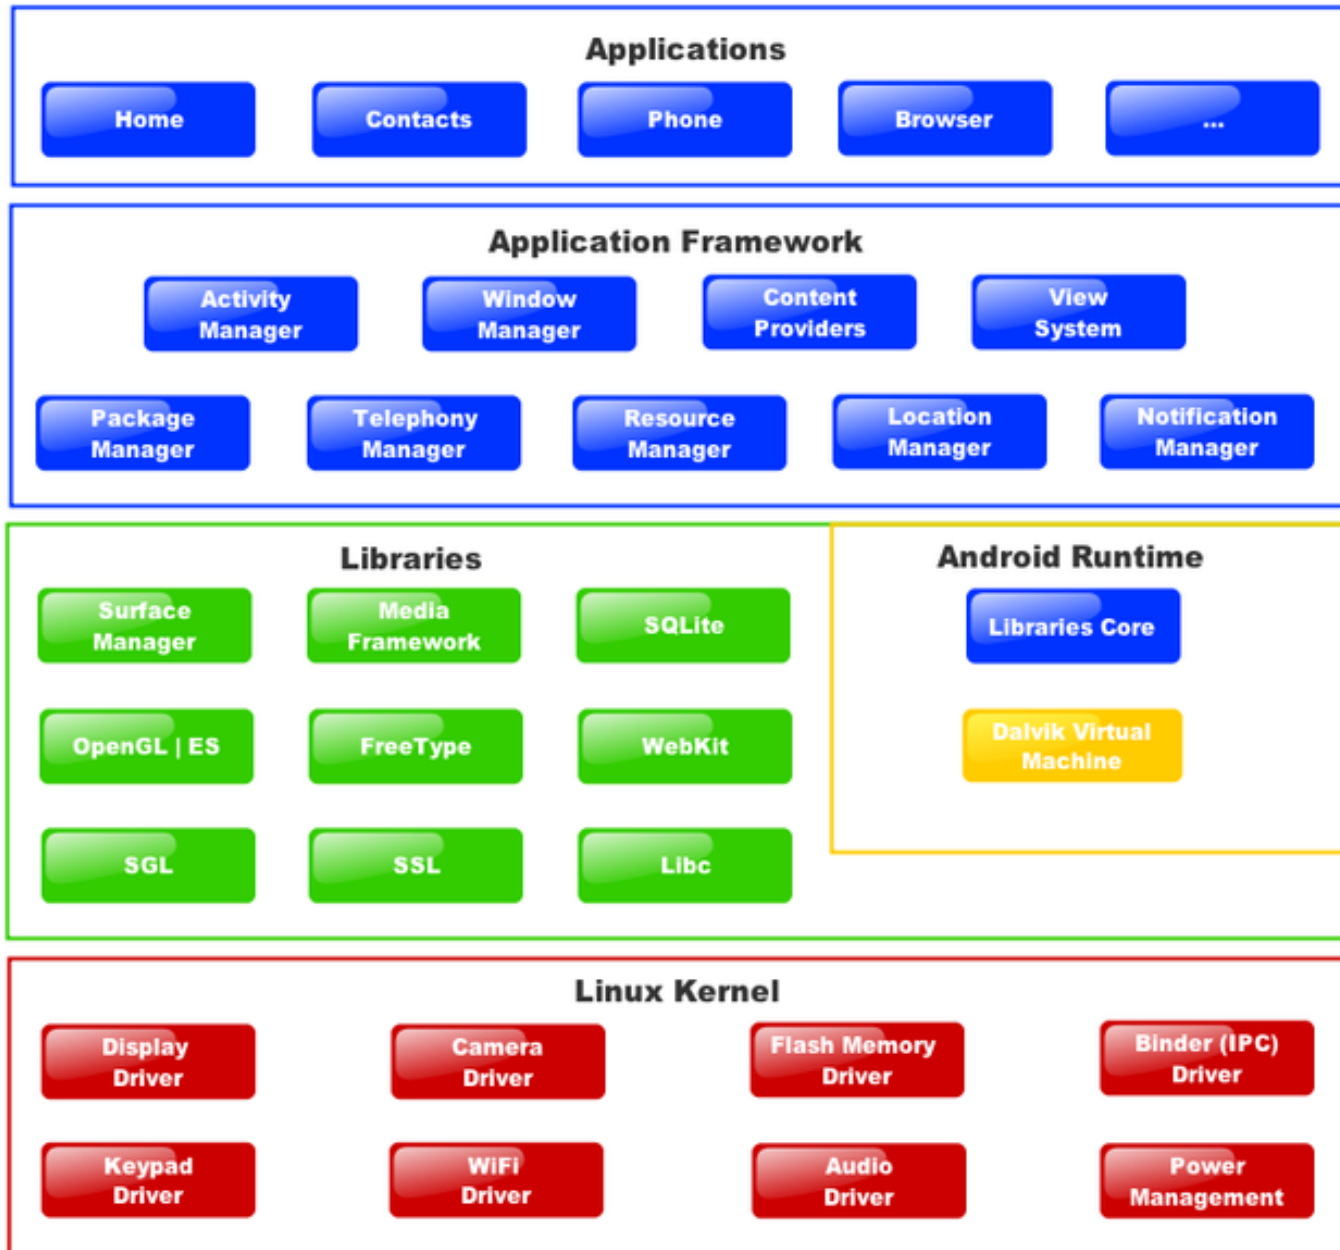 Applications
Home
Contacts
Phone
Browser
...
Application Framework
Activity
Manager
Window
Manager
Content
Providers
View
System
Package
Manager
Telephony
Manager
Resource
Manager
Location
Manager
Notification
Manager
Libraries
Surface
Manager
Media
Framework
SQLite
OpenGL | ES
FreeType
WebKit
SGL
SSL
Libc
Android Runtime
Libraries Core
Dalvik Virtual
Machine
Linux Kernel
Display
Driver
Camera
Driver
Flash Memory
Driver
Binder (IPC)
Driver
Keypad
Driver
WiFi
Driver
Audio
Driver
Power
Management